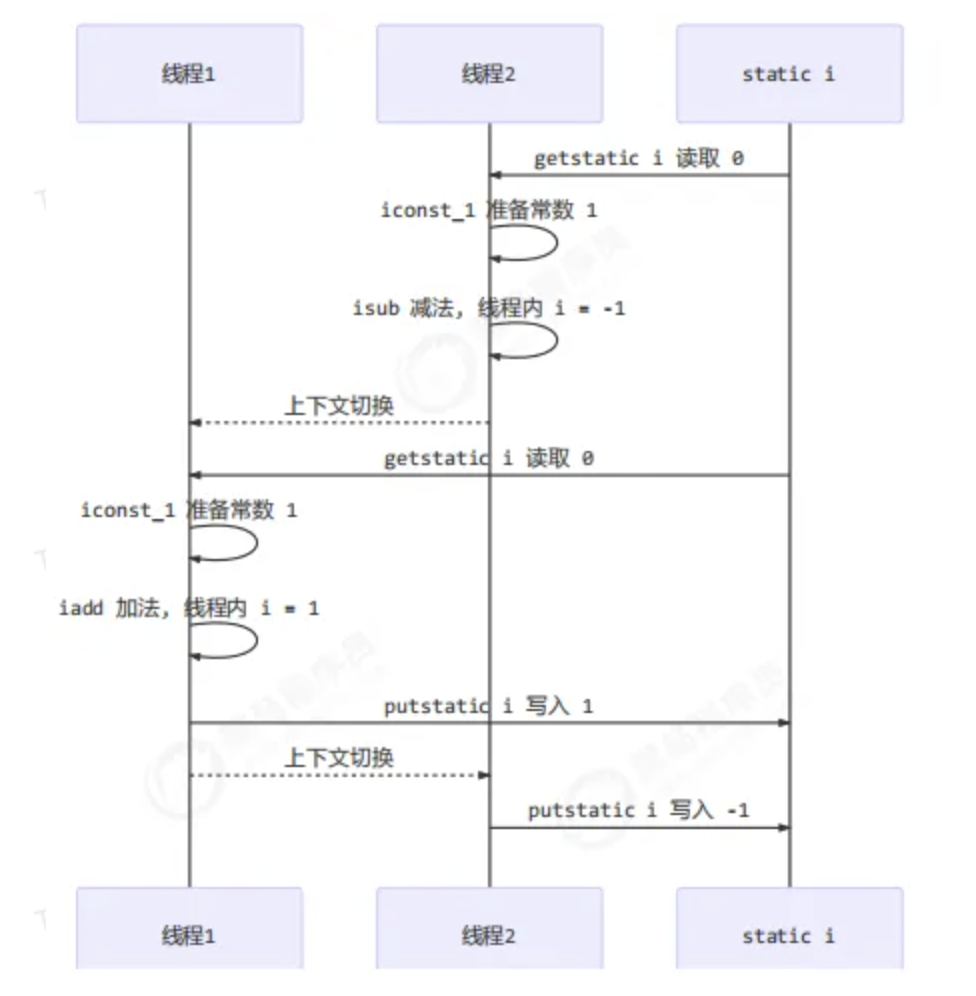 线程1
线程2
static i
getstatic i 读取 0
iconst_1 准备常数 1
isub 减法, 线程内 i = -1
上下文切换
getstatic i 读取 0
iconst_1 准备常数 1
iadd 加法, 线程内 i = 1
putstatic i 写入 1
上下文切换
putstatic i 写入 -1
线程1
线程2
static i